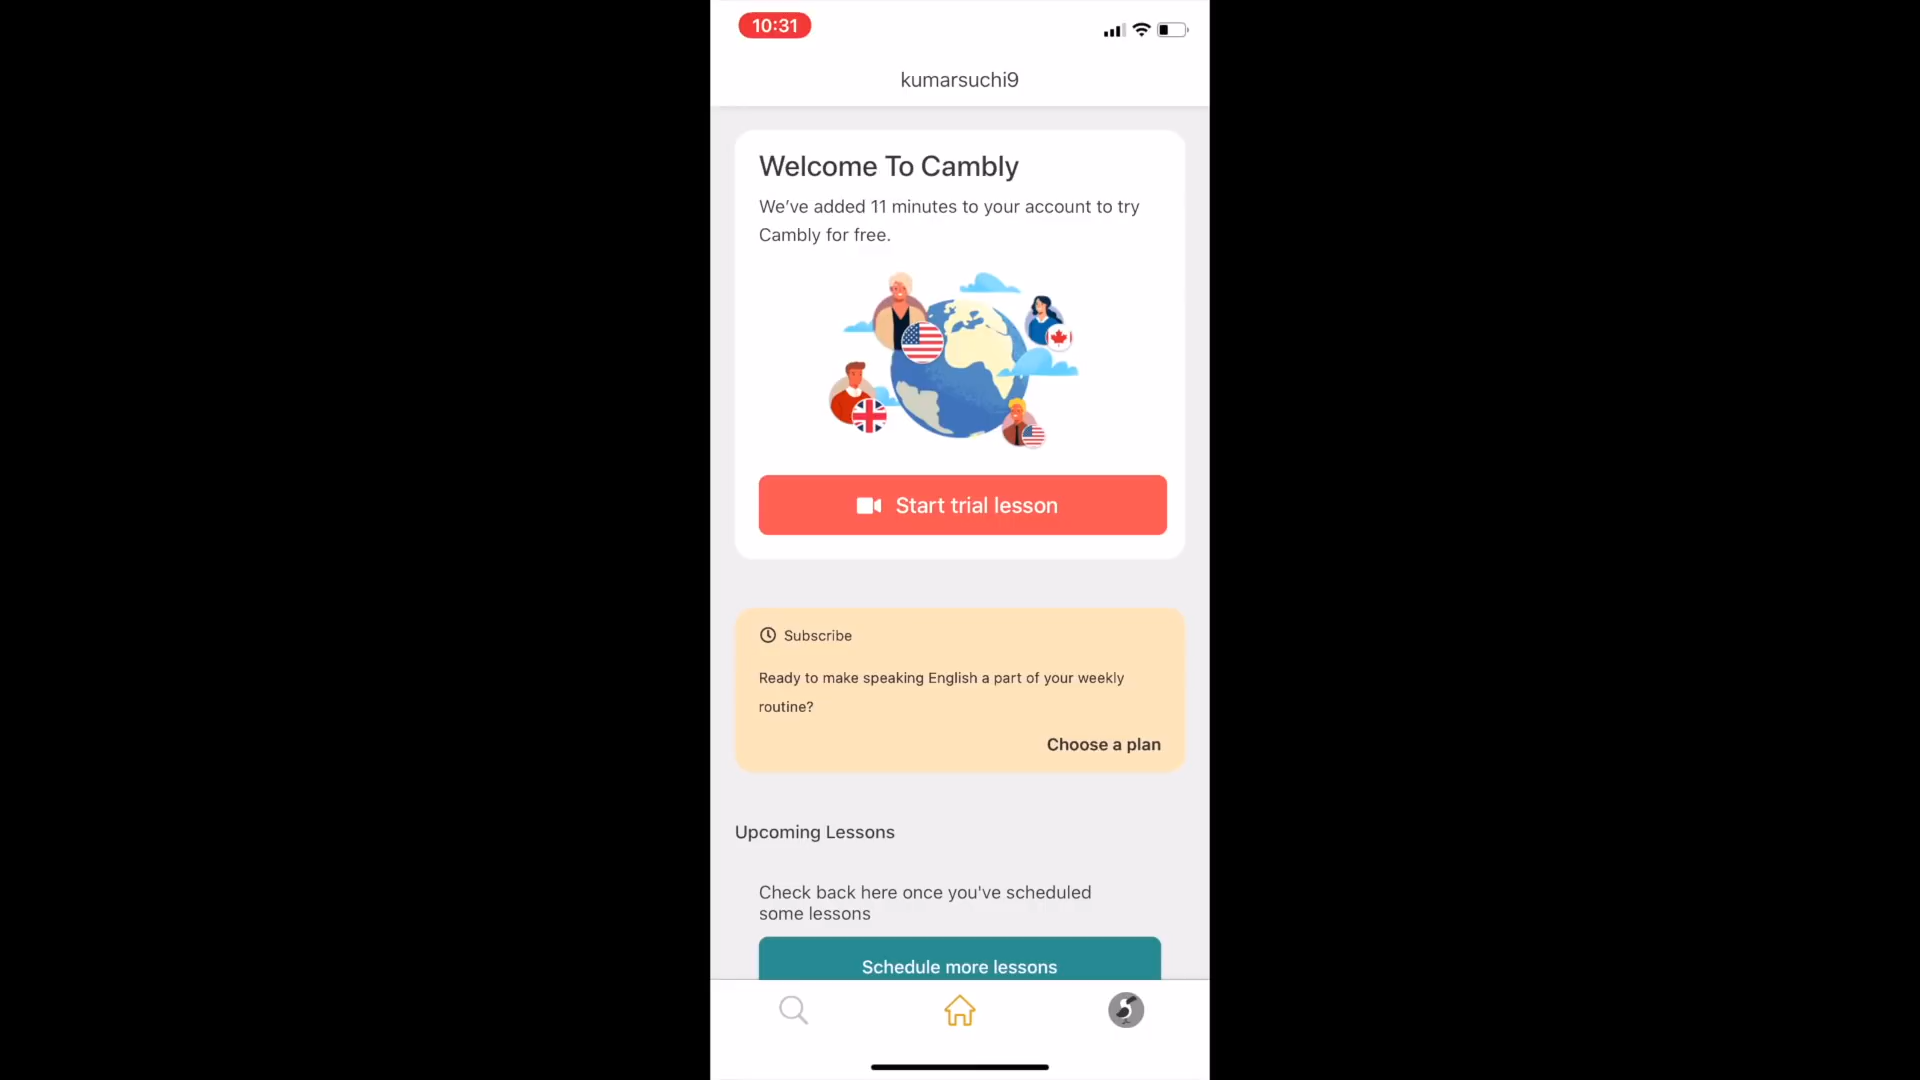 10:31
kumarsuchi9
Welcome To Cambly
We’ve added 11 minutes to your account to try
Cambly for free.
Start trial lesson
Subscribe
Ready to make speaking English a part of your weekly
routine?
Choose a plan
Upcoming Lessons
Check back here once you've scheduled
some lessons
Schedule more lessons